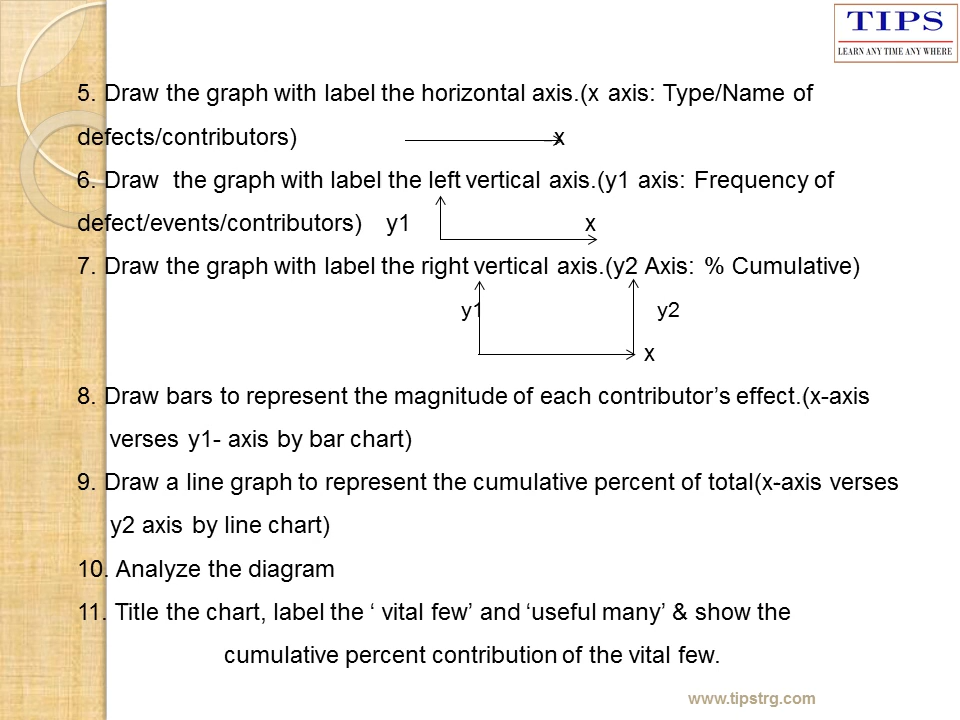 TIPS
LEARN ANY TIME ANY WHERE
5. Draw the graph with label the horizontal axis.(x axis: Type/Name of
defects/contributors) x
6. Draw the graph with label the left vertical axis.(y1 axis: Frequency of
defect/events/contributors) y1 x
7. Draw the graph with label the right vertical axis.(y2 Axis: % Cumulative)
y1 y2
x
8. Draw bars to represent the magnitude of each contributor’s effect.(x-axis
verses y1- axis by bar chart)
9. Draw a line graph to represent the cumulative percent of total(x-axis verses
y2 axis by line chart)
10. Analyze the diagram
11. Title the chart, label the ‘ vital few’ and ‘useful many’ & show the
cumulative percent contribution of the vital few.
www.tipstrg.com